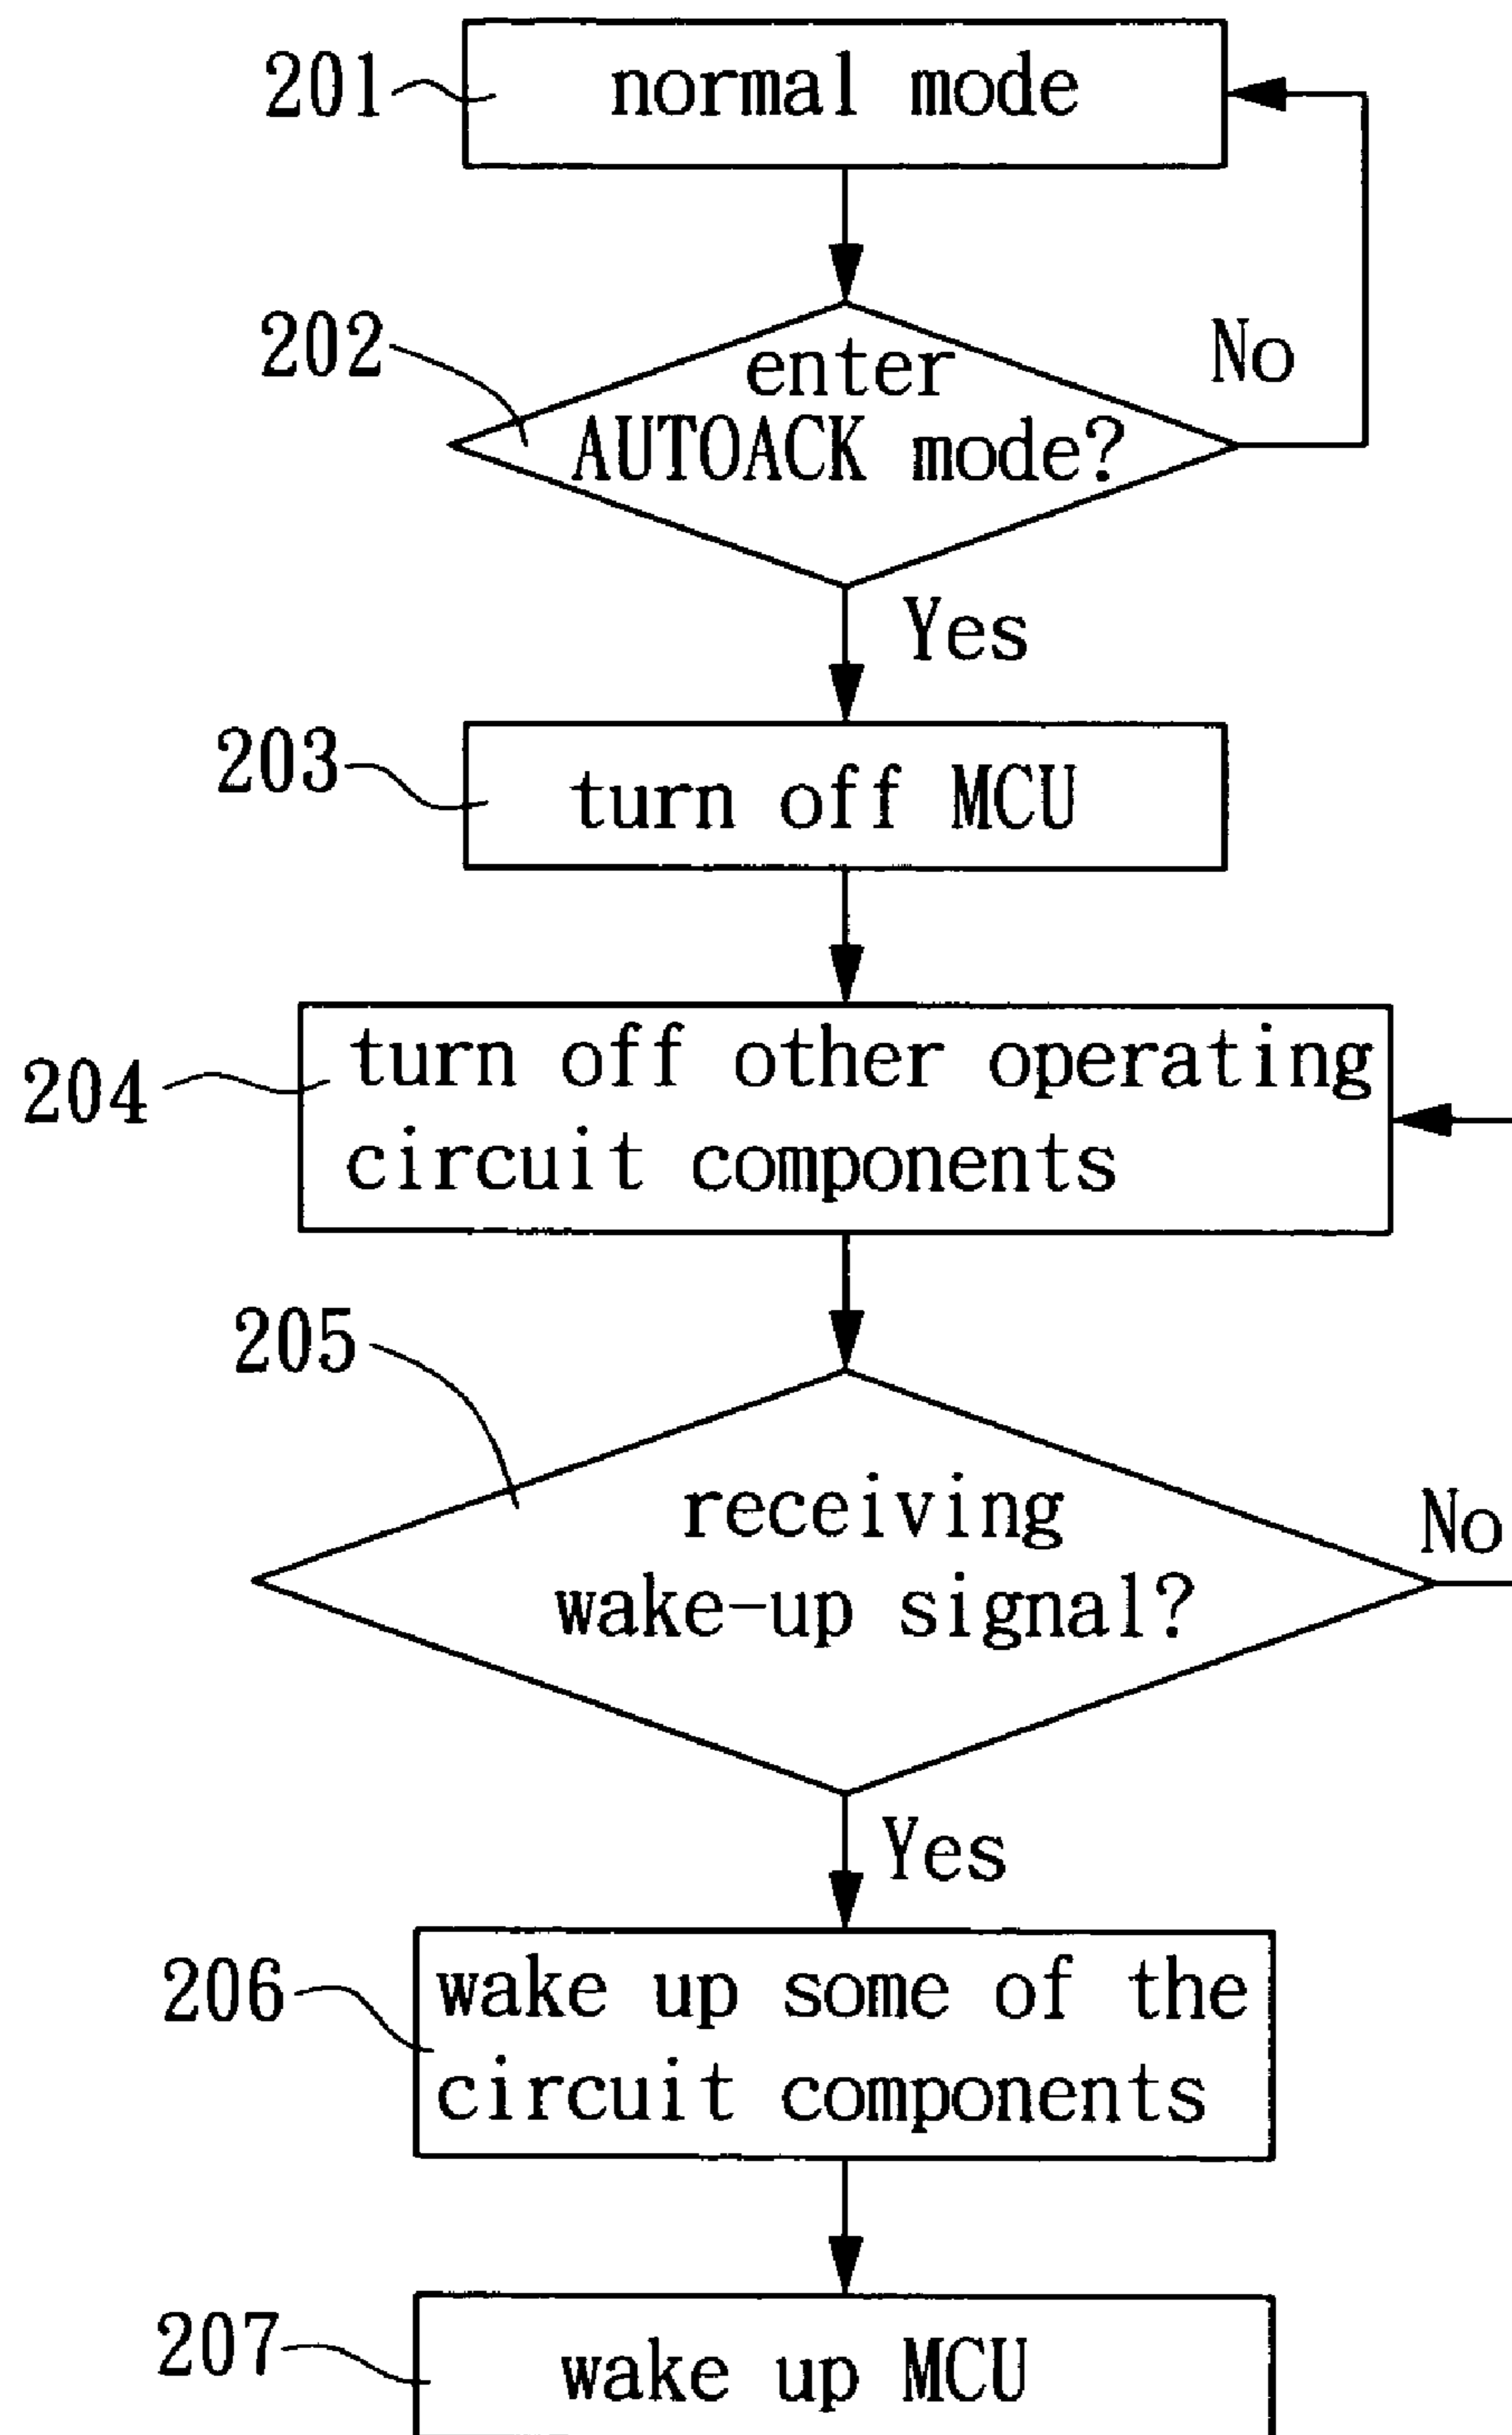 201
normal mode
202
enter
AUTOACK mode?
No
Yes
203
turn off MCU
204
turn off other operating
circuit components
205
receiving
wake-up signal?
No
Yes
206
wake up some of the
circuit components
207
wake up MCU